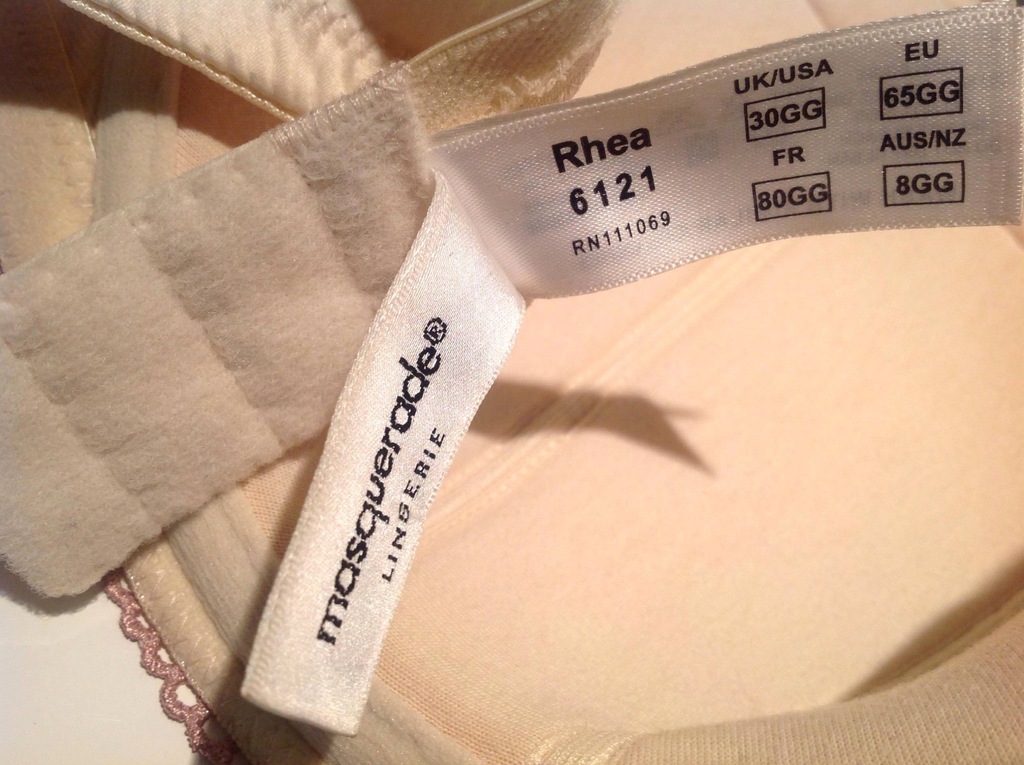 Rhea
6121
RN111069
UK/USA
30GG
FR
80GG
EU
65GG
AUS/NZ
8GG
masquerade®
LINGERIE